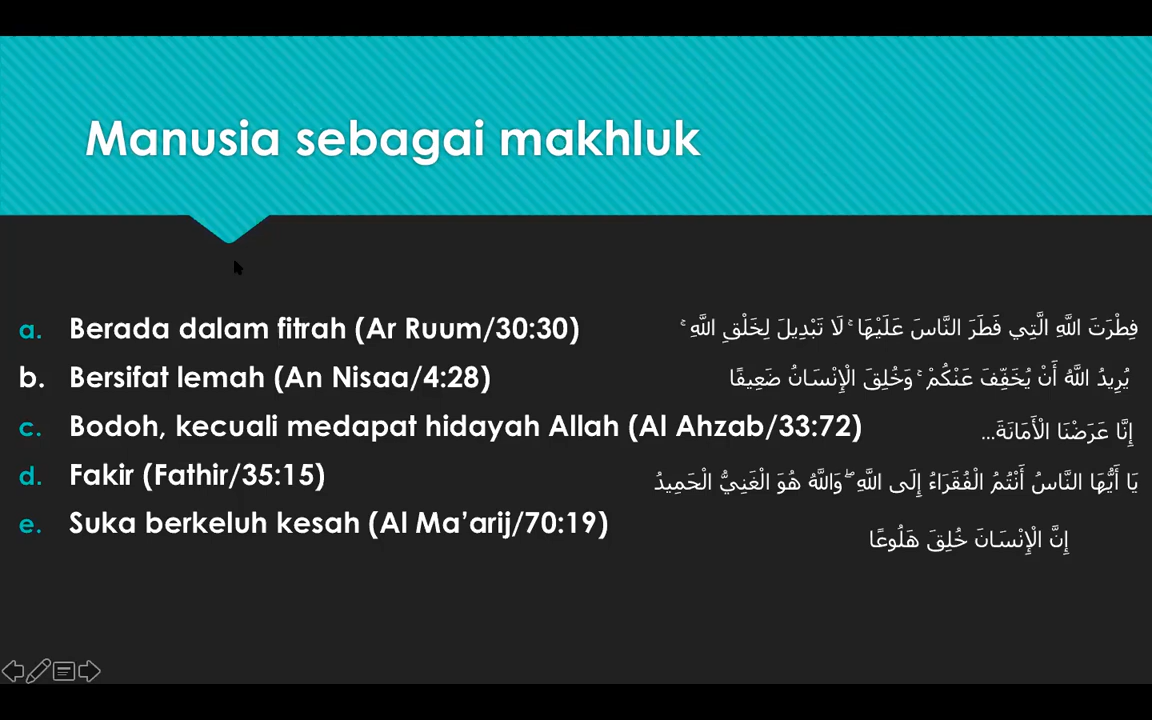 Manusia sebagai makhluk
a. Berada dalam fitrah (Ar Ruum/30:30) فِطْرَتَ اللَّهِ الَّتِي فَطَرَ النَّاسَ عَلَيْهَا ۚ لَا تَبْدِيلَ لِخَلْقِ اللَّهِ ۚ
b. Bersifat lemah (An Nisaa/4:28) يُرِيدُ اللَّهُ أَنْ يُخَفِّفَ عَنْكُمْ ۚ وَخُلِقَ الْإِنْسَانُ ضَعِيفًا
c. Bodoh, kecuali medapat hidayah Allah (Al Ahzab/33:72) إِنَّا عَرَضْنَا الْأَمَانَةَ...
d. Fakir (Fathir/35:15) يَا أَيُّهَا النَّاسُ أَنْتُمُ الْفُقَرَاءُ إِلَى اللَّهِ ۖ وَاللَّهُ هُوَ الْغَنِيُّ الْحَمِيدُ
e. Suka berkeluh kesah (Al Ma’arij/70:19) إِنَّ الْإِنْسَانَ خُلِقَ هَلُوعًا